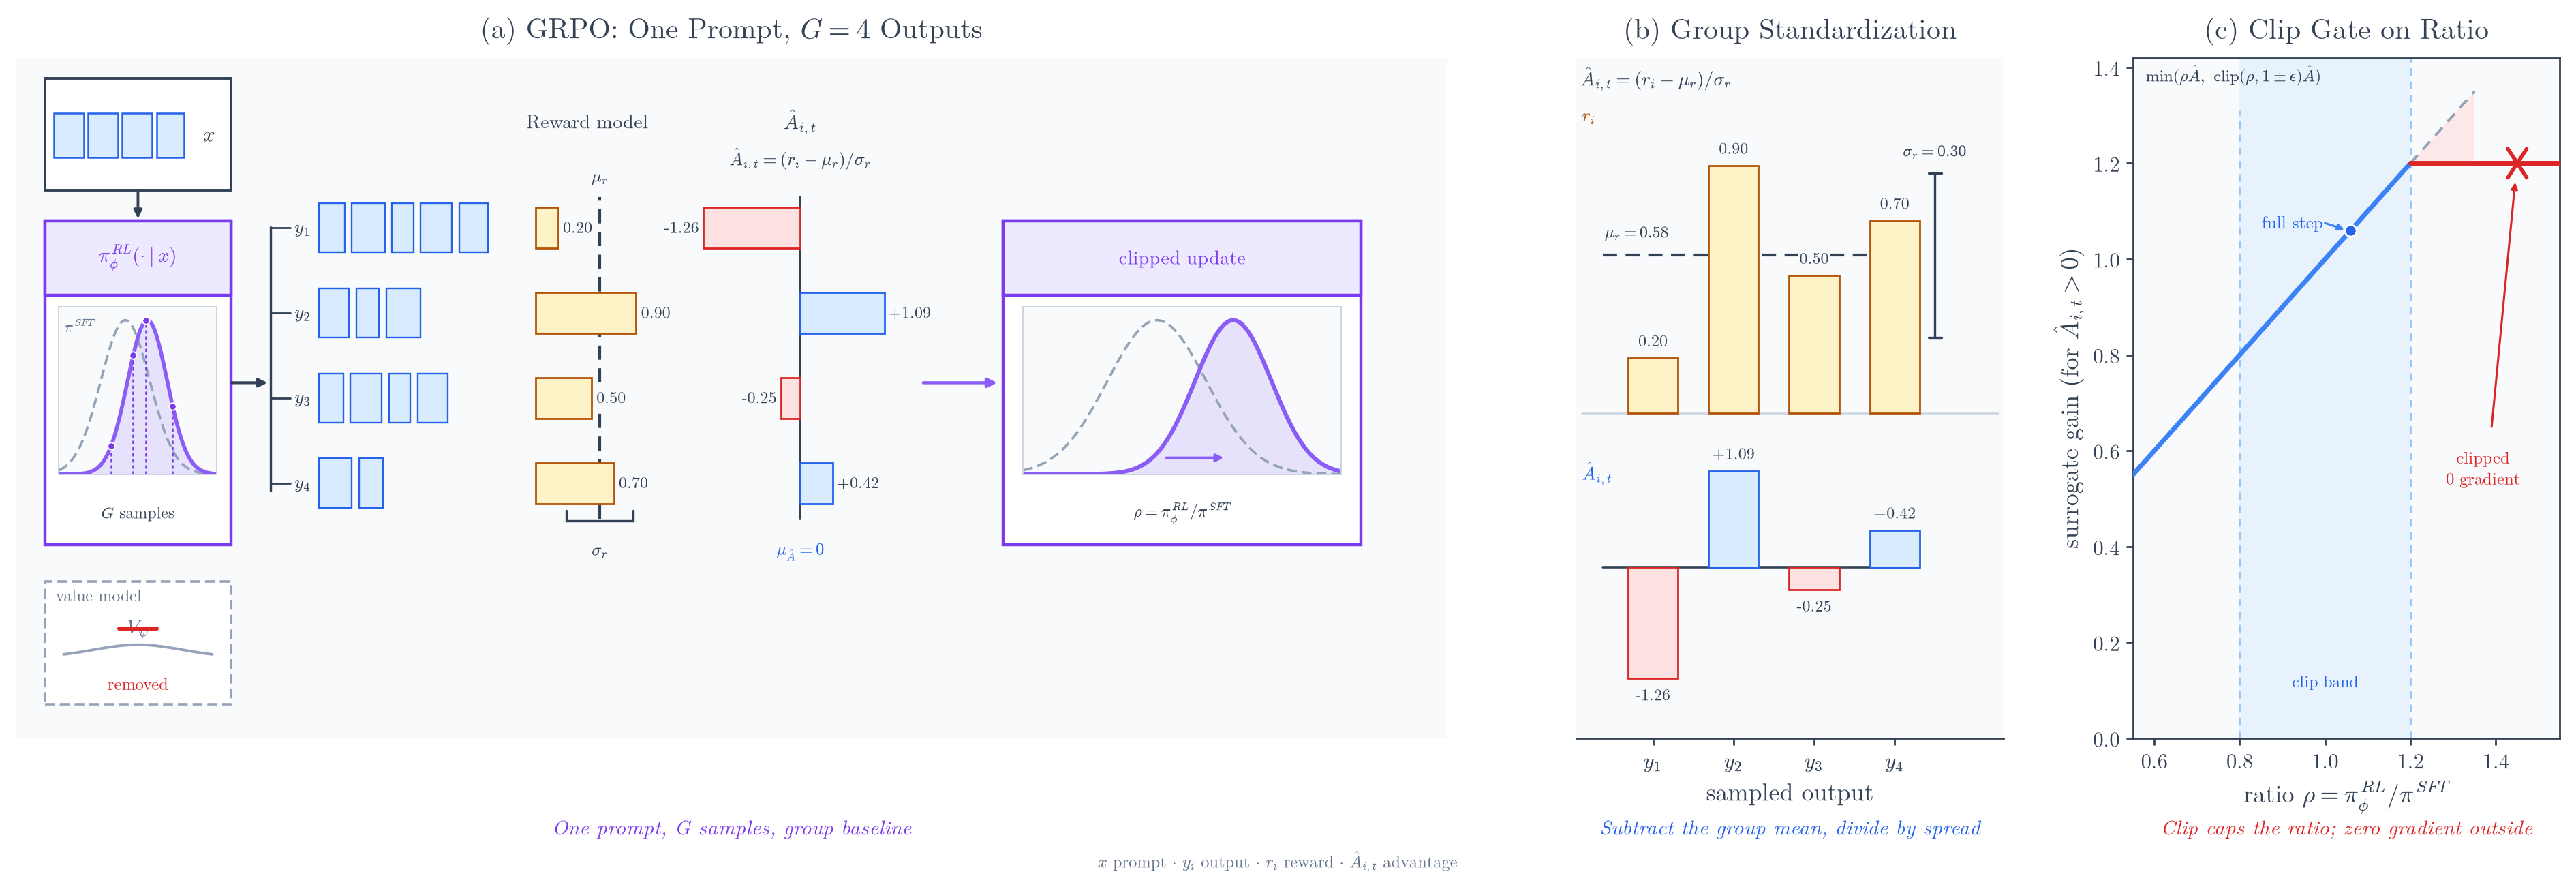 (a) GRPO: One Prompt, G = 4 Outputs
x
π_ϕ^{RL}(· | x)
π^{SFT}
G samples
value model
V_ψ
removed
y₁
y₂
y₃
y₄
Reward model
μ_r
0.20
0.90
0.50
0.70
σ_r
Â_{i,t}
Â_{i,t} = (r_i − μ_r)/σ_r
-1.26
+1.09
-0.25
+0.42
μ_Â = 0
clipped update
ρ = π_ϕ^{RL}/π^{SFT}
One prompt, G samples, group baseline
(b) Group Standardization
Â_{i,t} = (r_i − μ_r)/σ_r
r_i
0.90
σ_r = 0.30
0.70
μ_r = 0.58
0.50
0.20
Â_{i,t}
+1.09
+0.42
-0.25
-1.26
y₁ y₂ y₃ y₄
sampled output
Subtract the group mean, divide by spread
(c) Clip Gate on Ratio
min(ρÂ, clip(ρ, 1 ± ϵ)Â)
surrogate gain (for Â_{i,t} > 0)
1.4
1.2
1.0
0.8
0.6
0.4
0.2
0.0
full step
clipped
0 gradient
clip band
0.6 0.8 1.0 1.2 1.4
ratio ρ = π_ϕ^{RL}/π^{SFT}
Clip caps the ratio; zero gradient outside
x prompt · y_i output · r_i reward · Â_{i,t} advantage